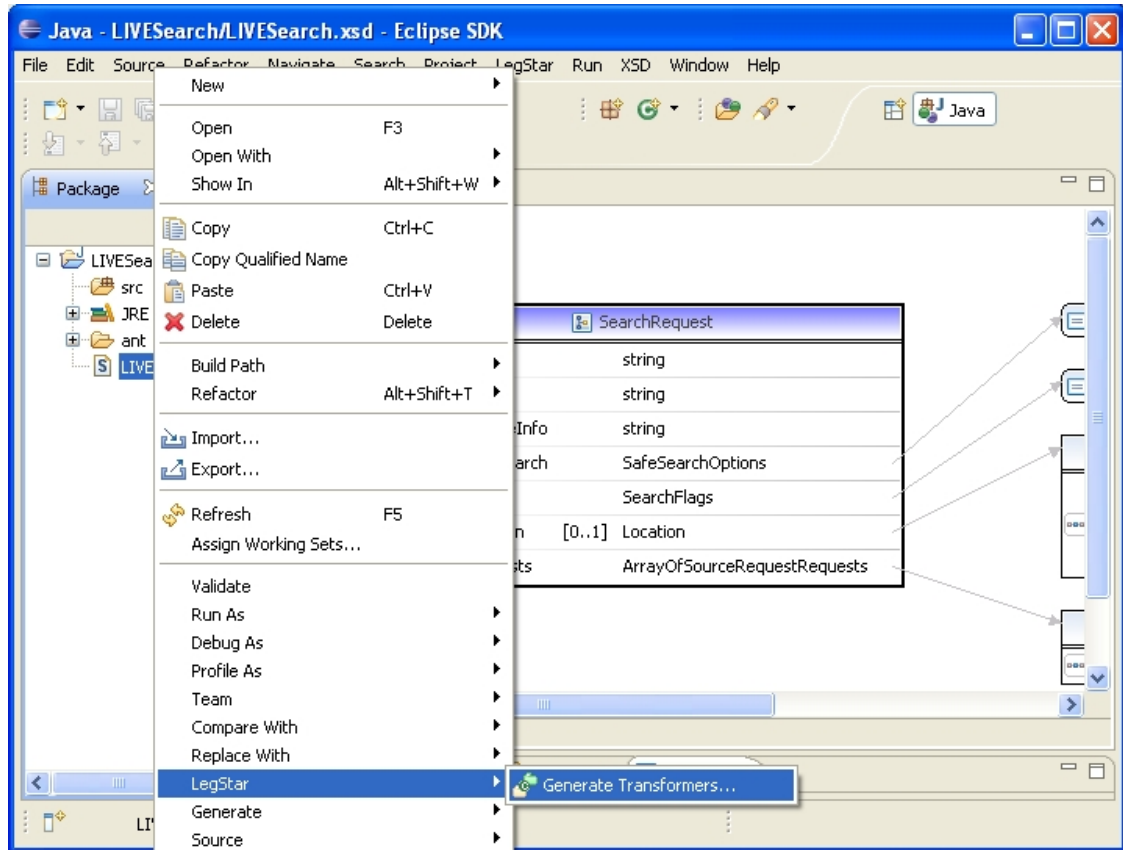 Java - LIVESearch/LIVESearch.xsd - Eclipse SDK
File Edit Source Refactor Navigate Search Project LegStar Run XSD Window Help
Java
Package
LIVESea
src
JRE
ant
S LIVE
New
Open F3
Open With
Show In Alt+Shift+W
Copy Ctrl+C
Copy Qualified Name
Paste Ctrl+V
Delete Delete
Build Path
Refactor Alt+Shift+T
Import...
Export...
Refresh F5
Assign Working Sets...
Validate
Run As
Debug As
Profile As
Team
Compare With
Replace With
LegStar
Generate
Source
Generate Transformers...
SearchRequest
string
string
eInfo string
arch SafeSearchOptions
SearchFlags
n [0..1] Location
sts ArrayOfSourceRequestRequests
LI